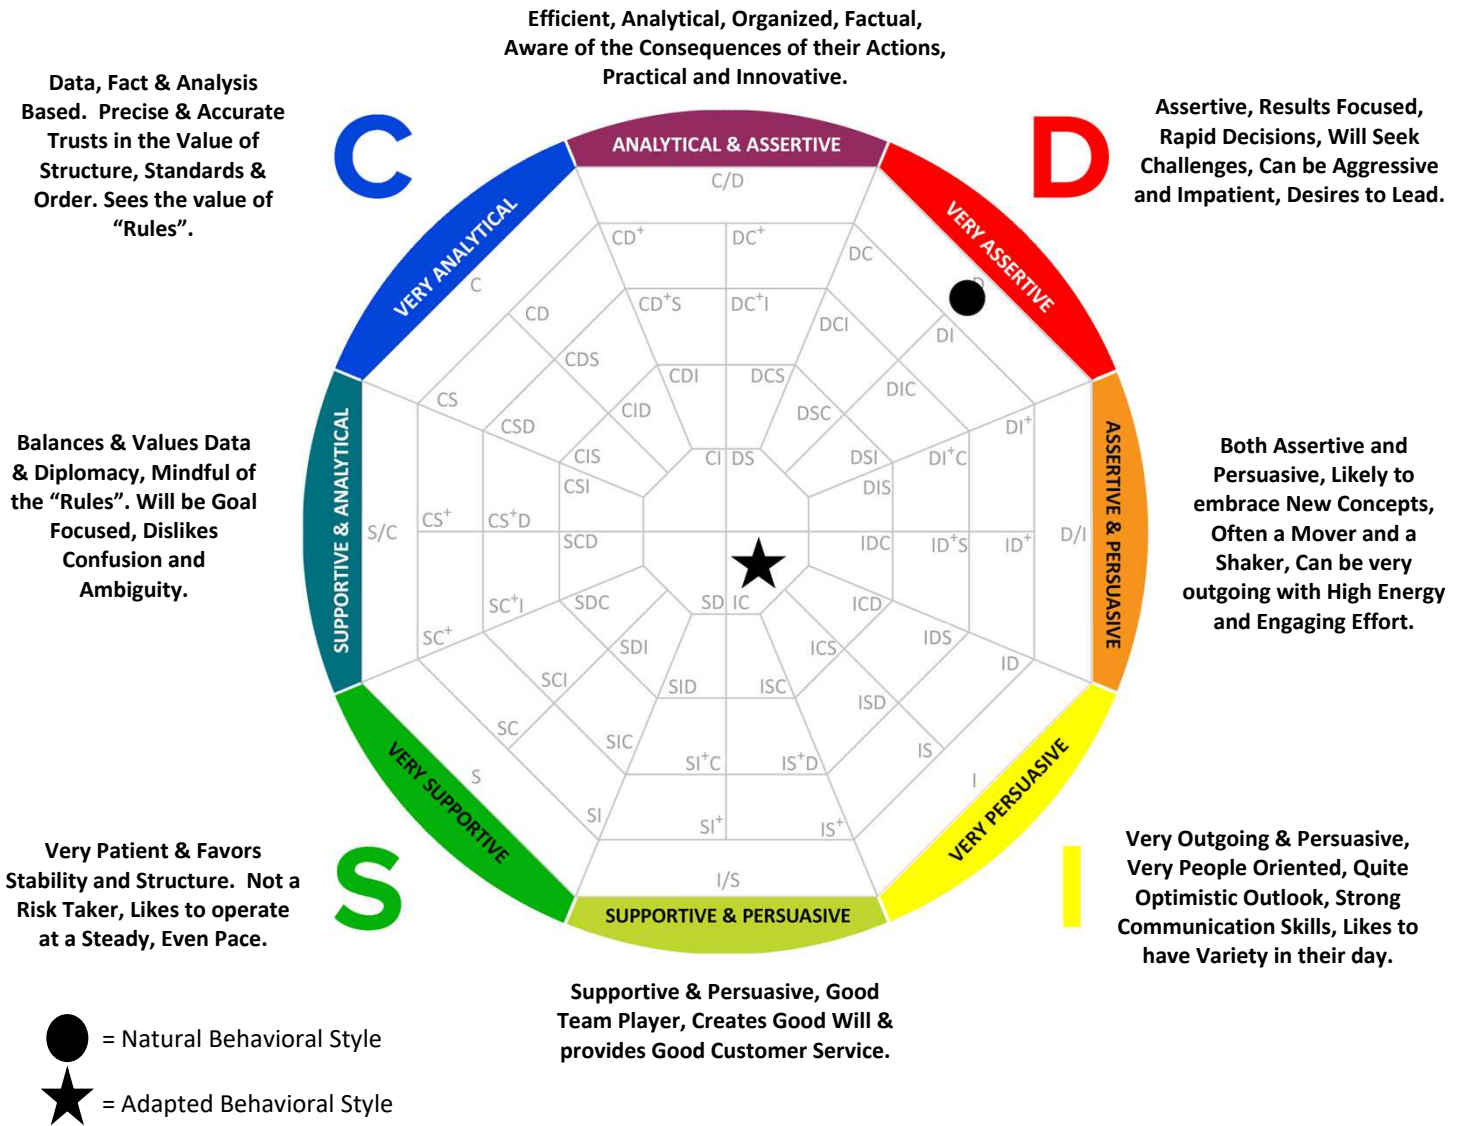 Efficient, Analytical, Organized, Factual,
Aware of the Consequences of their Actions,
Practical and Innovative.
Data, Fact & Analysis
Based.  Precise & Accurate
Trusts in the Value of
Structure, Standards &
Order. Sees the value of
“Rules”.
C
D
Assertive, Results Focused,
Rapid Decisions, Will Seek
Challenges, Can be Aggressive
and Impatient, Desires to Lead.
ANALYTICAL & ASSERTIVE
VERY ANALYTICAL
VERY ASSERTIVE
C/D
CD+
DC+
DC
C
D
CD
CD+S
DC+I
DCI
DI
CDS
CDI
DCS
DIC
CS
CID
DSC
CSD
DI+
CIS
CI
DS
DSI
DI+C
CSI
DIS
Balances & Values Data
& Diplomacy, Mindful of
the “Rules”. Will be Goal
Focused, Dislikes
Confusion and
Ambiguity.
SUPPORTIVE & ANALYTICAL
ASSERTIVE & PERSUASIVE
Both Assertive and
Persuasive, Likely to
embrace New Concepts,
Often a Mover and a
Shaker, Can be very
outgoing with High Energy
and Engaging Effort.
S/C
CS+
CS+D
SCD
IDC
ID+S
ID+
D/I
SC+I
SDC
SD
IC
ICD
SC+
SDI
ICS
IDS
ID
SCI
SID
ISC
ISD
SC
SIC
SI+C
IS+D
IS
S
I
SI
SI+
IS+
I/S
VERY SUPPORTIVE
VERY PERSUASIVE
SUPPORTIVE & PERSUASIVE
Very Patient & Favors
Stability and Structure.  Not a
Risk Taker, Likes to operate
at a Steady, Even Pace.
S
I
Very Outgoing & Persuasive,
Very People Oriented, Quite
Optimistic Outlook, Strong
Communication Skills, Likes to
have Variety in their day.
Supportive & Persuasive, Good
Team Player, Creates Good Will &
provides Good Customer Service.
= Natural Behavioral Style
= Adapted Behavioral Style